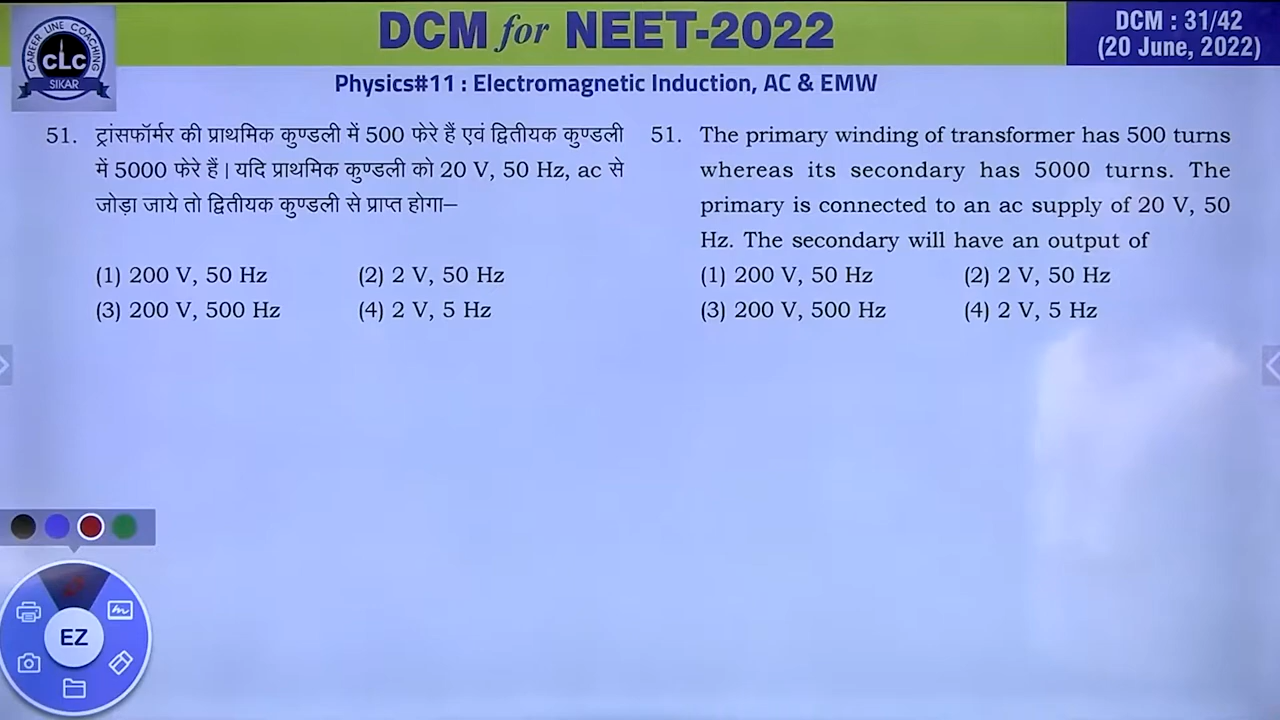 DCM for NEET-2022
DCM : 31/42
(20 June, 2022)
CAREER LINE COACHING
CLC
SIKAR
Physics#11 : Electromagnetic Induction, AC & EMW
51. ट्रांसफॉर्मर की प्राथमिक कुण्डली में 500 फेरे हैं एवं द्वितीयक कुण्डली
में 5000 फेरे हैं। यदि प्राथमिक कुण्डली को 20 V, 50 Hz, ac से
जोड़ा जाये तो द्वितीयक कुण्डली से प्राप्त होगा–
(1) 200 V, 50 Hz (2) 2 V, 50 Hz
(3) 200 V, 500 Hz (4) 2 V, 5 Hz
51. The primary winding of transformer has 500 turns
whereas its secondary has 5000 turns. The
primary is connected to an ac supply of 20 V, 50
Hz. The secondary will have an output of
(1) 200 V, 50 Hz (2) 2 V, 50 Hz
(3) 200 V, 500 Hz (4) 2 V, 5 Hz
EZ